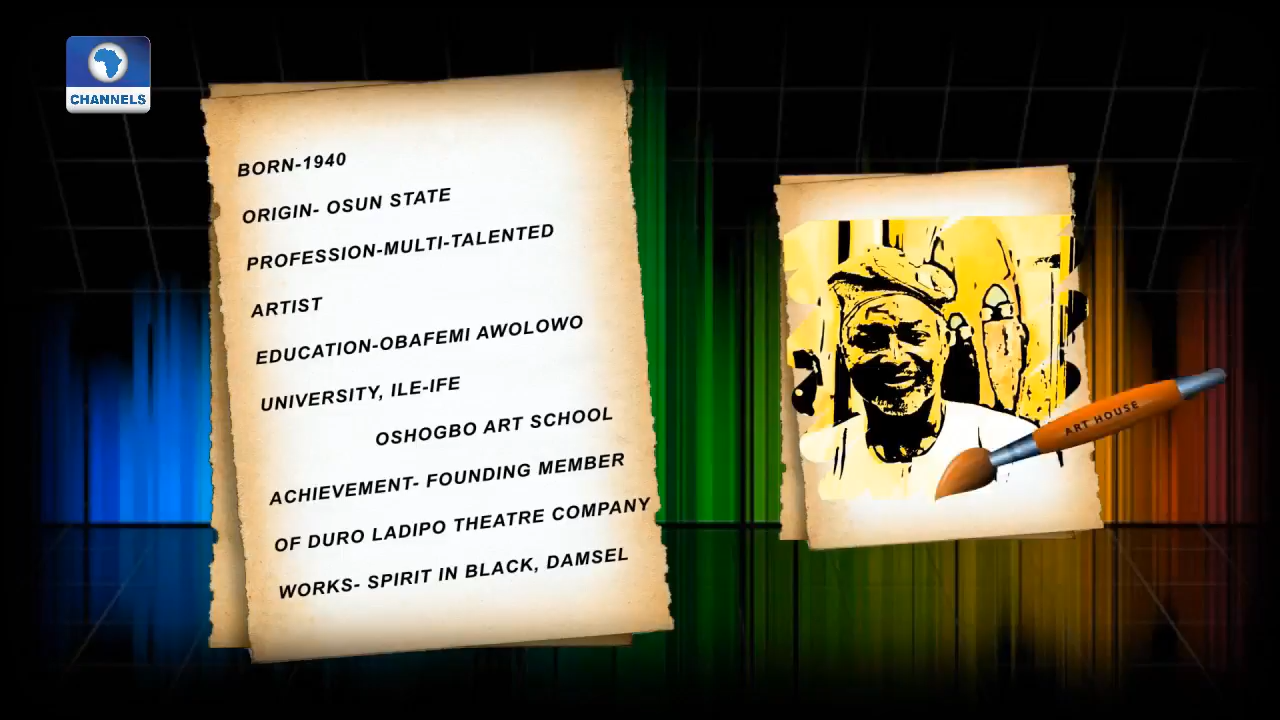 CHANNELS
BORN-1940
ORIGIN- OSUN STATE
PROFESSION-MULTI-TALENTED
ARTIST
EDUCATION-OBAFEMI AWOLOWO
UNIVERSITY, ILE-IFE
OSHOGBO ART SCHOOL
ACHIEVEMENT- FOUNDING MEMBER
OF DURO LADIPO THEATRE COMPANY
WORKS- SPIRIT IN BLACK, DAMSEL
ART HOUSE